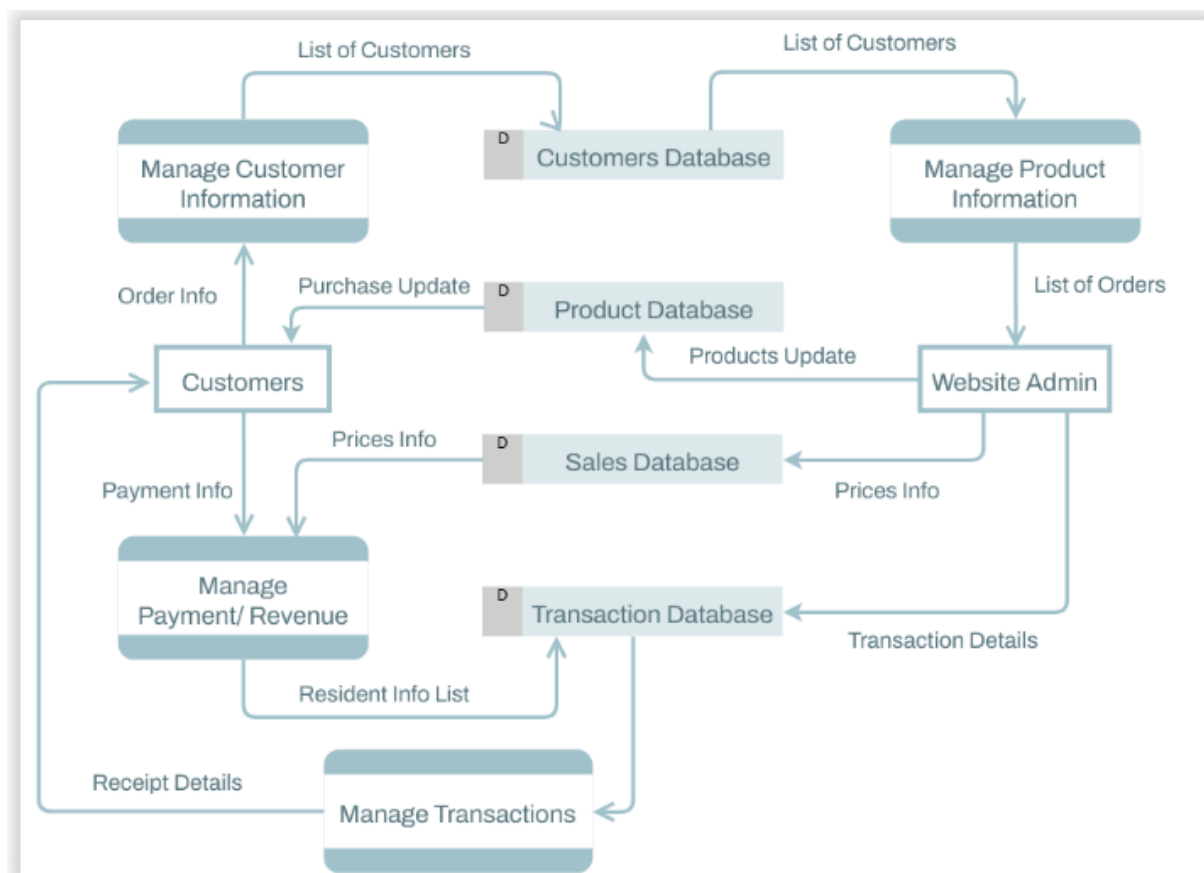 List of Customers
List of Customers
D
Customers Database
Manage Customer
Information
Manage Product
Information
Order Info
Purchase Update
D
Product Database
List of Orders
Products Update
Customers
Website Admin
Prices Info
D
Sales Database
Payment Info
Prices Info
Manage
Payment/ Revenue
D
Transaction Database
Transaction Details
Resident Info List
Receipt Details
Manage Transactions